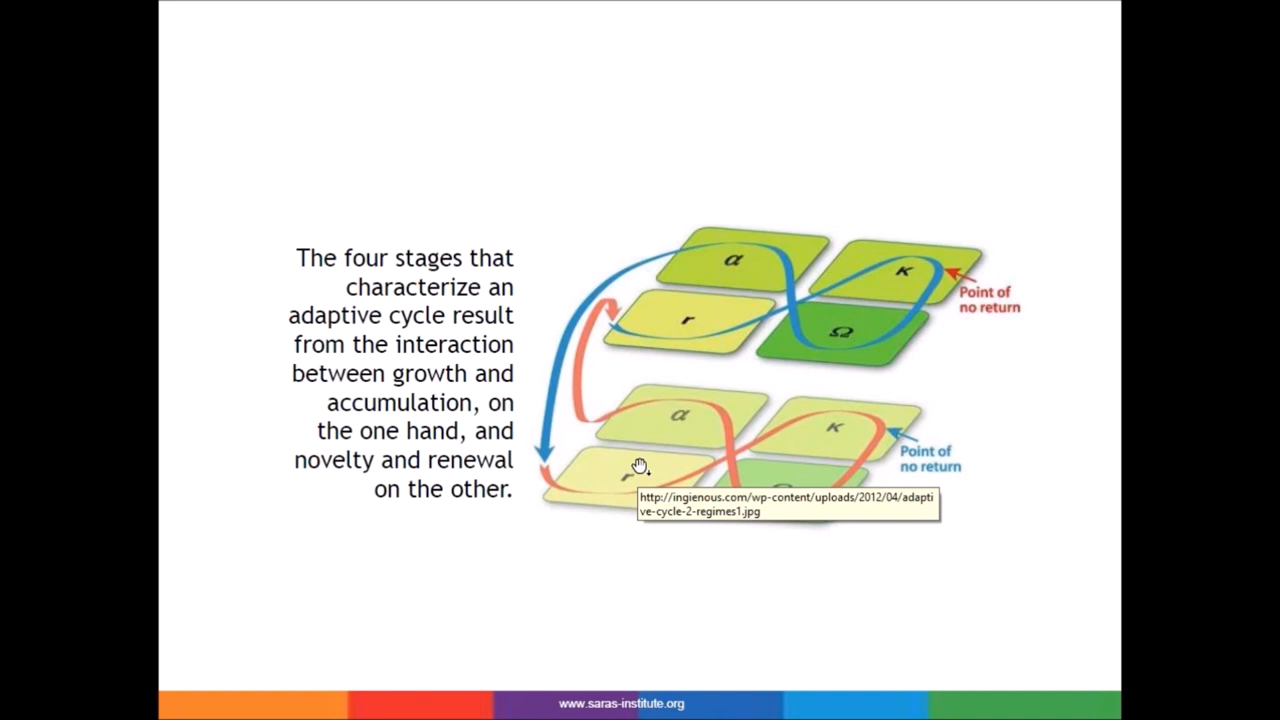 The four stages that
characterize an
adaptive cycle result
from the interaction
between growth and
accumulation, on
the one hand, and
novelty and renewal
on the other.
α
κ
r
Ω
Point of
no return
α
κ
r
Point of
no return
http://ingienous.com/wp-content/uploads/2012/04/adapti
ve-cycle-2-regimes1.jpg
www.saras-institute.org